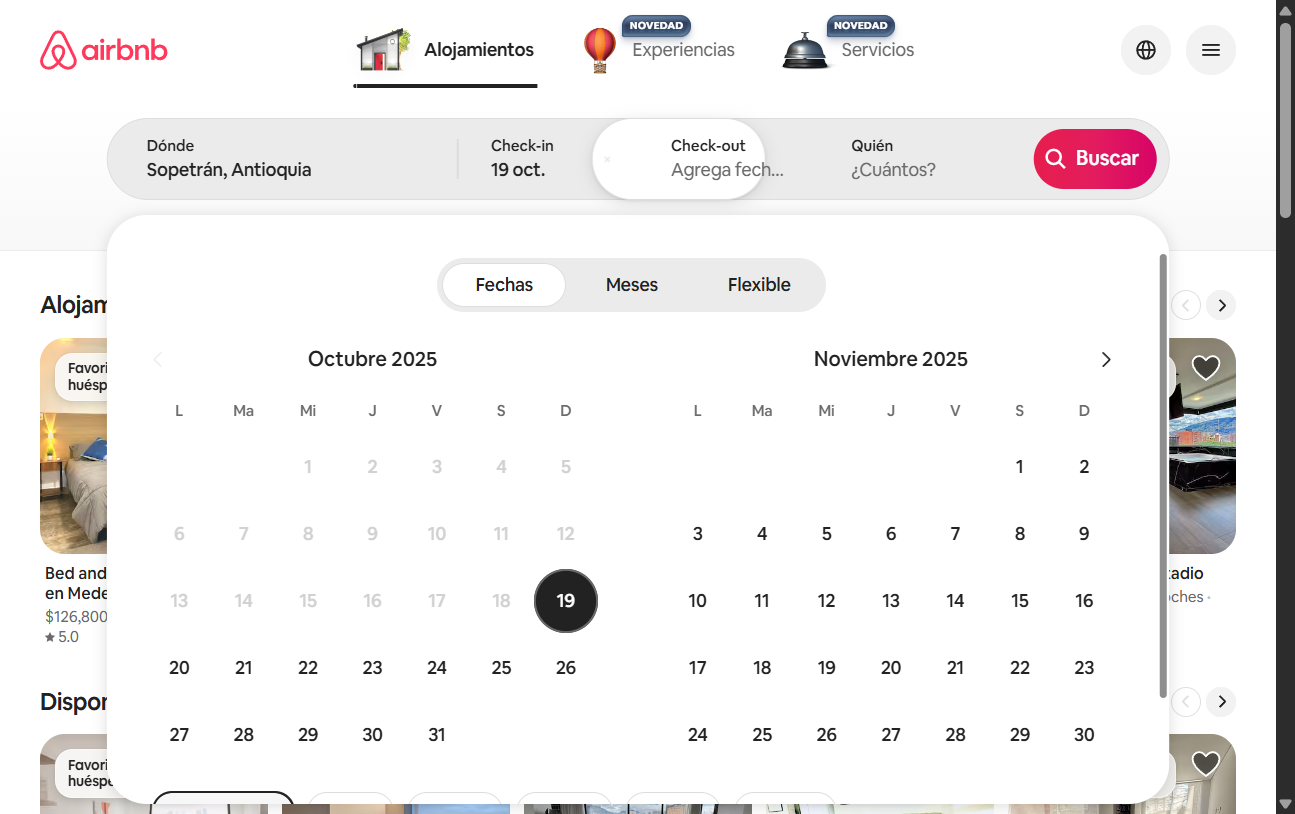 airbnb
Alojamientos
NOVEDAD
Experiencias
NOVEDAD
Servicios
Dónde
Sopetrán, Antioquia
Check-in
19 oct.
Check-out
Agrega fech...
Quién
¿Cuántos?
Buscar
Fechas
Meses
Flexible
Octubre 2025
L Ma Mi J V S D
1 2 3 4 5
6 7 8 9 10 11 12
13 14 15 16 17 18 19
20 21 22 23 24 25 26
27 28 29 30 31
Noviembre 2025
L Ma Mi J V S D
1 2
3 4 5 6 7 8 9
10 11 12 13 14 15 16
17 18 19 20 21 22 23
24 25 26 27 28 29 30
Alojam
Favori
huésp
Bed and
en Mede
$126,800
5.0
tadio
oches ·
Dispon
Favori
huéspe